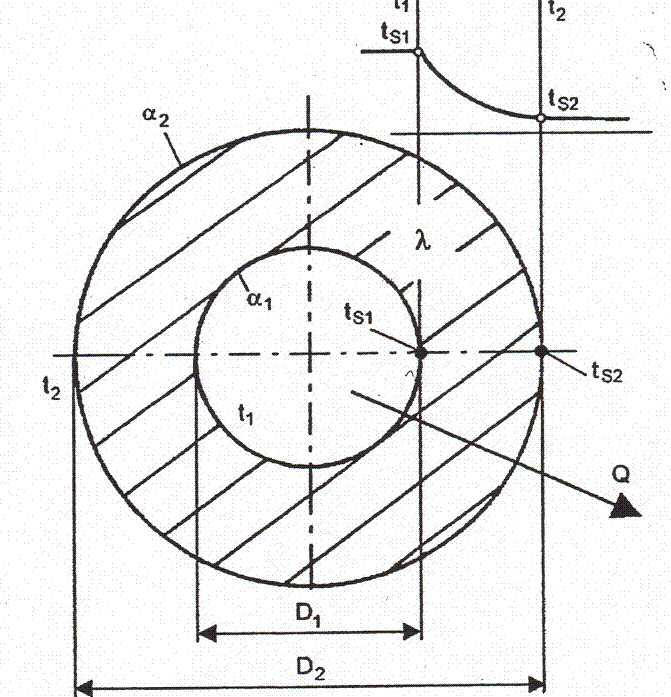 t₁ t₂
tS1
tS2
α₂
λ
α₁
tS1
tS2
t₂
t₁
Q
D₁
D₂